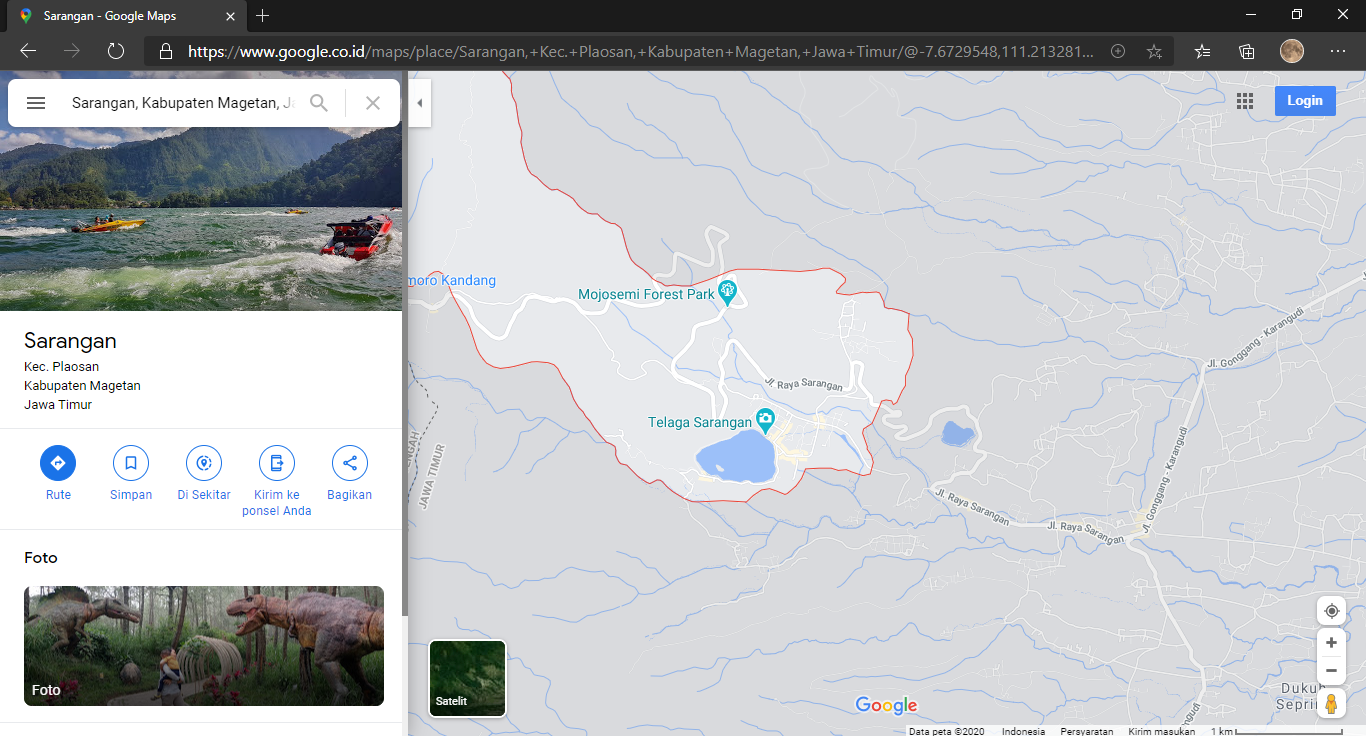 Sarangan - Google Maps
https://www.google.co.id/maps/place/Sarangan,+Kec.+Plaosan,+Kabupaten+Magetan,+Jawa+Timur/@-7.6729548,111.213281...
Sarangan, Kabupaten Magetan, Ja
Login
Sarangan
Kec. Plaosan
Kabupaten Magetan
Jawa Timur
Rute
Simpan
Di Sekitar
Kirim ke
ponsel Anda
Bagikan
Foto
Foto
moro Kandang
Mojosemi Forest Park
Jl. Raya Sarangan
Telaga Sarangan
ENGAH
JAWA TIMUR
Jl. Gonggang - Karangudi
Jl. Gonggang - Karangudi
Jl. Raya Sarangan
Jl. Raya Sarangan
ngudi
Dukuh
Sepri
Satelit
Google
Data peta ©2020
Indonesia
Persyaratan
Kirim masukan
1 km